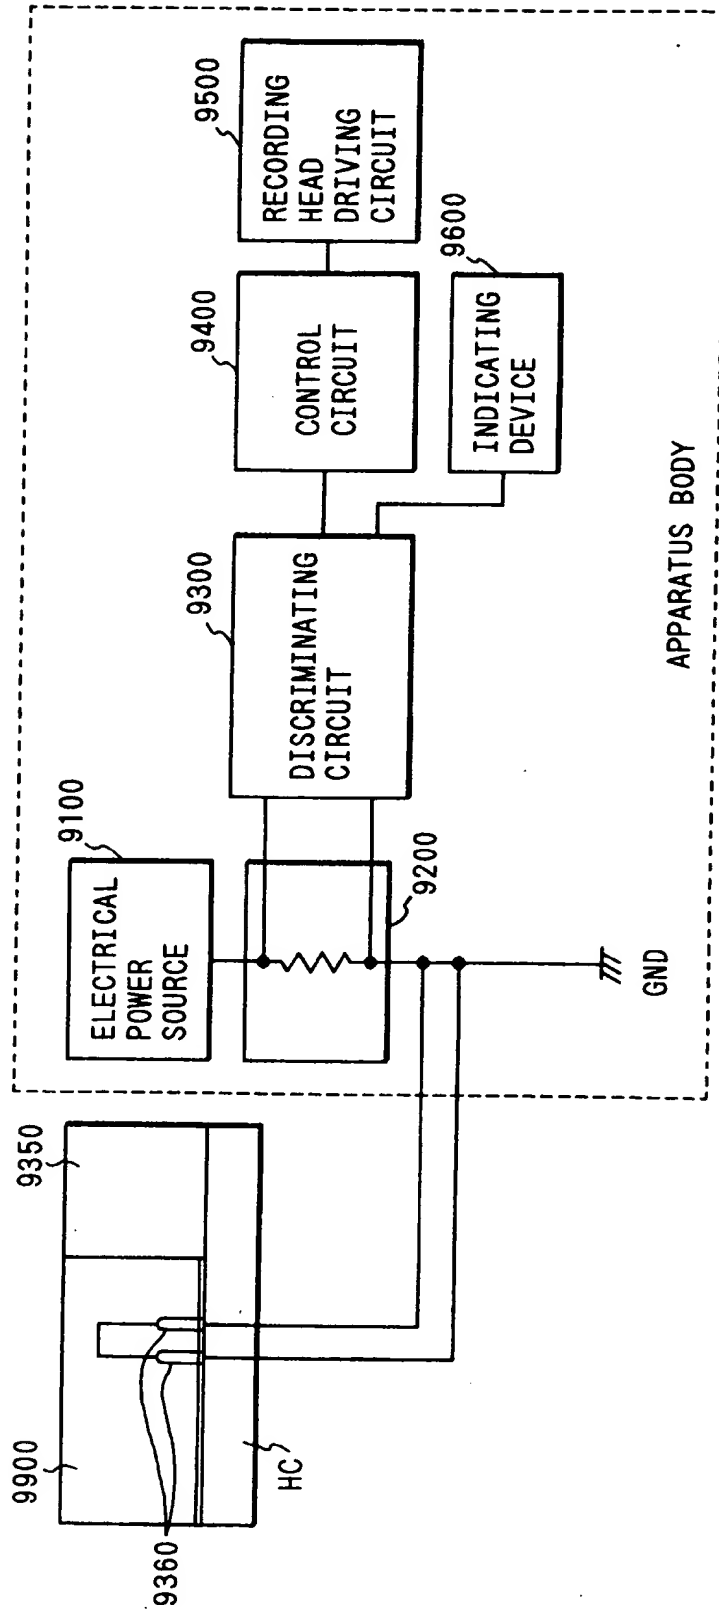 9900
9350
9360
HC
9100
ELECTRICAL
POWER
SOURCE
9200
GND
9300
DISCRIMINATING
CIRCUIT
9400
CONTROL
CIRCUIT
9500
RECORDING
HEAD
DRIVING
CIRCUIT
9600
INDICATING
DEVICE
APPARATUS BODY